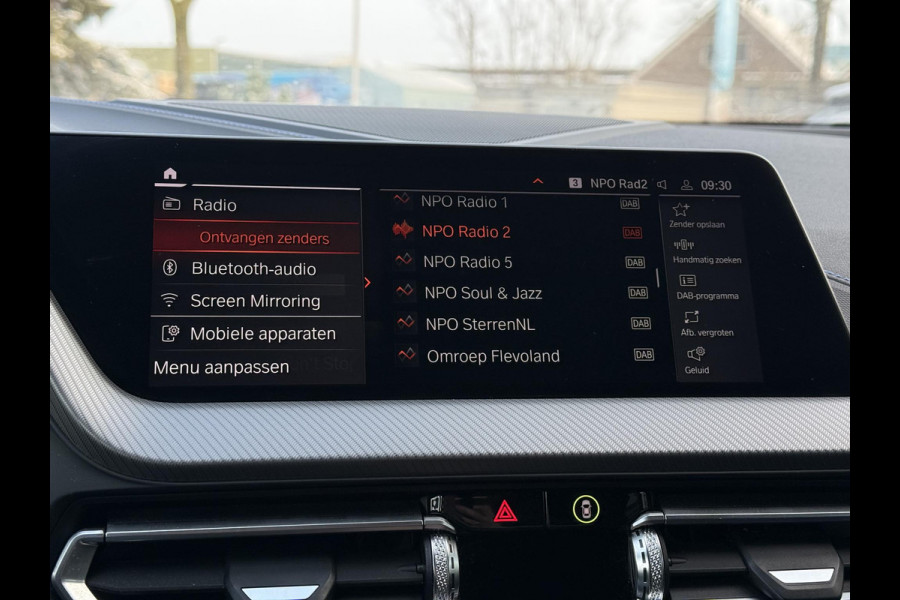 3 NPO Rad2 09:30
Radio
Ontvangen zenders
Bluetooth-audio
Screen Mirroring
Mobiele apparaten
Menu aanpassen
NPO Radio 1 DAB
NPO Radio 2 DAB
NPO Radio 5 DAB
NPO Soul & Jazz DAB
NPO SterrenNL DAB
Omroep Flevoland DAB
Zender opslaan
Handmatig zoeken
DAB-programma
Afb. vergroten
Geluid